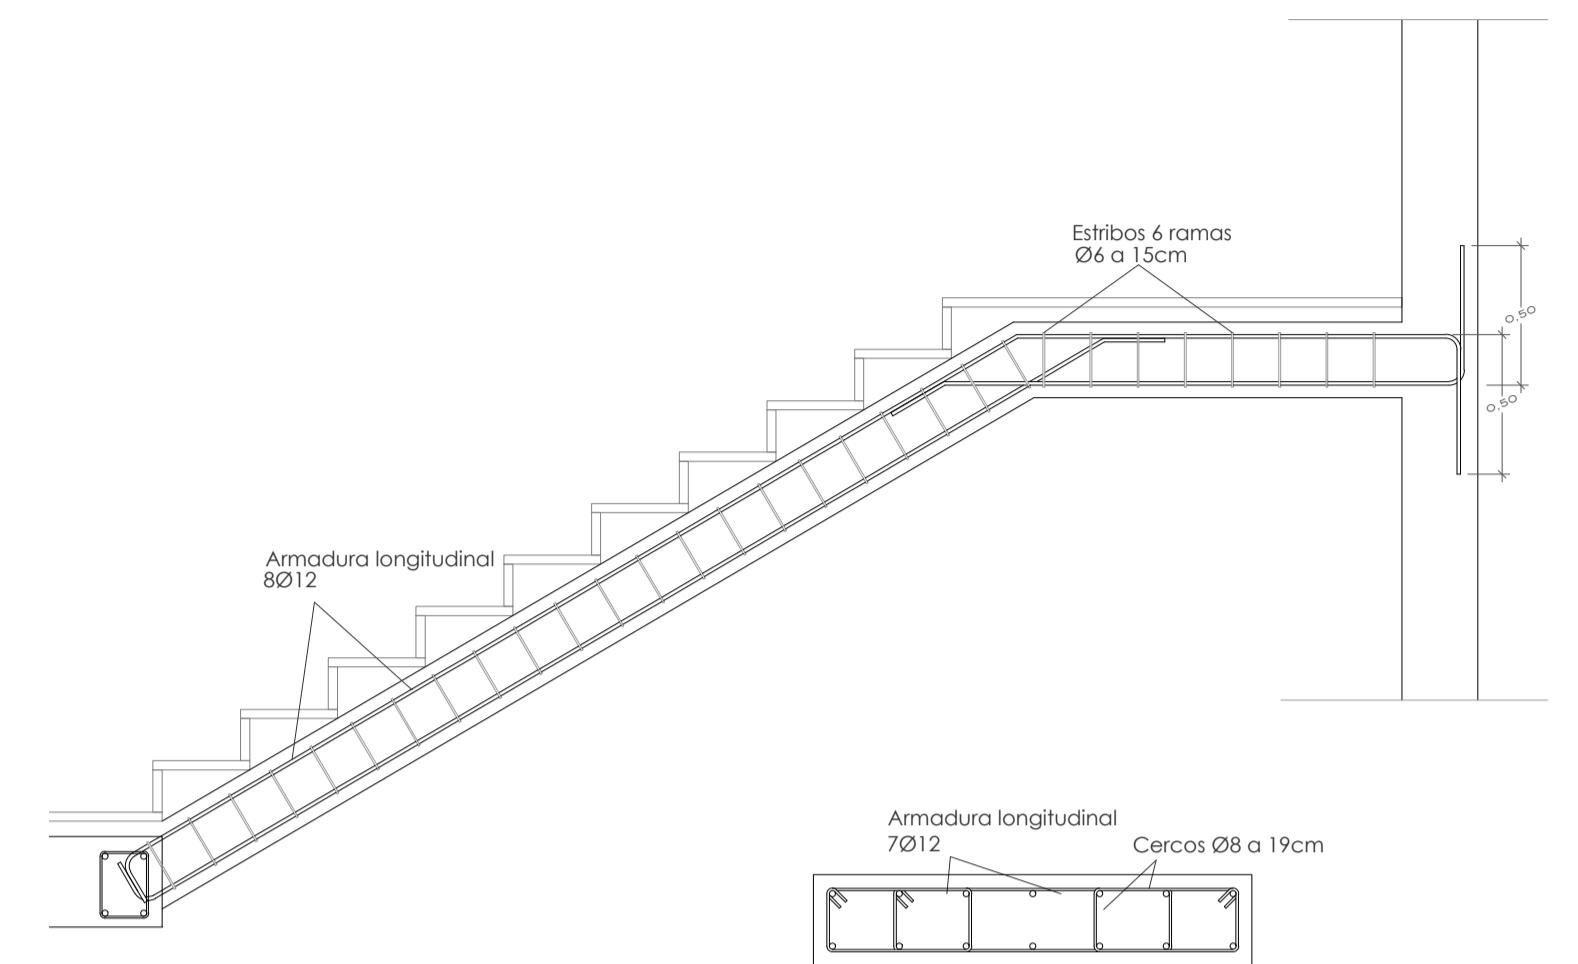 Estribos 6 ramas
Ø6 a 15cm
0,50
0,50
Armadura longitudinal
8Ø12
Armadura longitudinal
7Ø12
Cercos Ø8 a 19cm